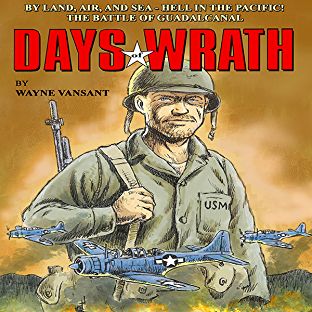 BY LAND, AIR, AND SEA - HELL IN THE PACIFIC!
THE BATTLE OF GUADALCANAL
DAYS of WRATH
BY
WAYNE VANSANT
USM